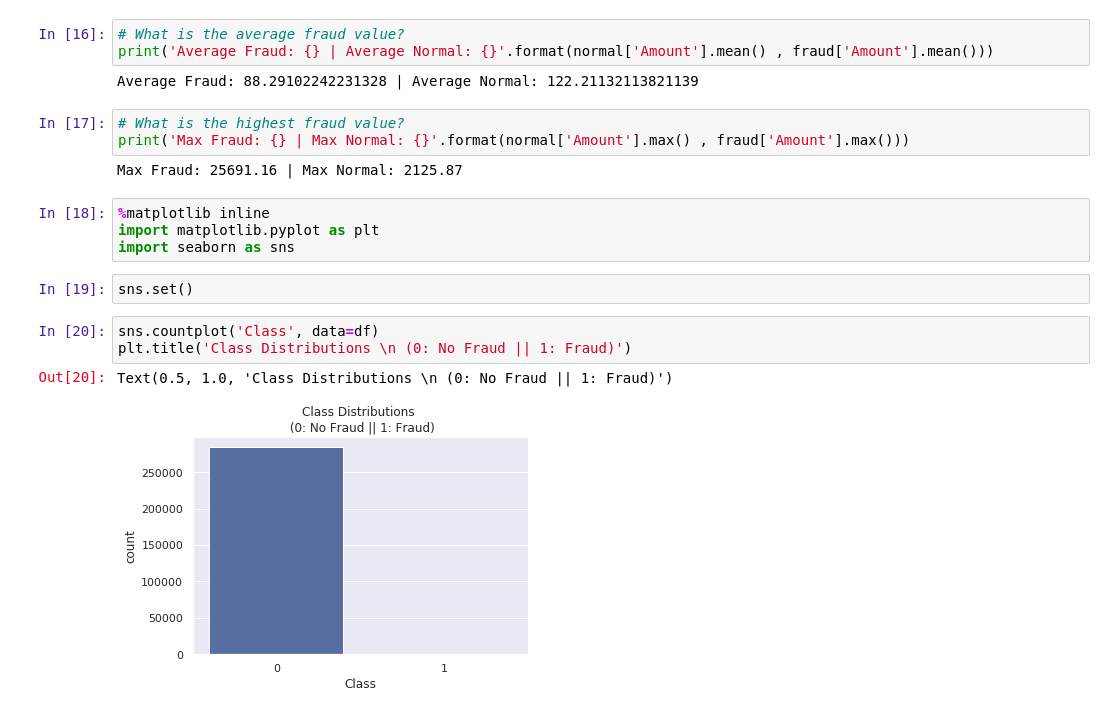 In [16]: # What is the average fraud value?
print('Average Fraud: {} | Average Normal: {}'.format(normal['Amount'].mean() , fraud['Amount'].mean()))
Average Fraud: 88.29102242231328 | Average Normal: 122.21132113821139
In [17]: # What is the highest fraud value?
print('Max Fraud: {} | Max Normal: {}'.format(normal['Amount'].max() , fraud['Amount'].max()))
Max Fraud: 25691.16 | Max Normal: 2125.87
In [18]: %matplotlib inline
import matplotlib.pyplot as plt
import seaborn as sns
In [19]: sns.set()
In [20]: sns.countplot('Class', data=df)
plt.title('Class Distributions \n (0: No Fraud || 1: Fraud)')
Out[20]: Text(0.5, 1.0, 'Class Distributions \n (0: No Fraud || 1: Fraud)')
Class Distributions
(0: No Fraud || 1: Fraud)
250000
200000
150000
100000
50000
0
count
0 1
Class